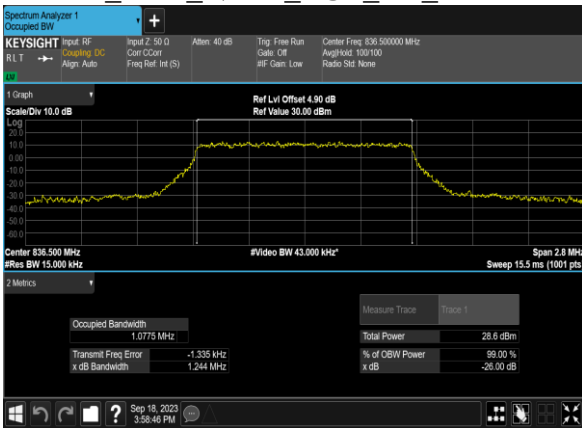 Spectrum Analyzer 1
Occupied BW
+
KEYSIGHT Input: RF Input Z: 50 Ω Atten: 40 dB Trig: Free Run Center Freq: 836.500000 MHz
RLT Coupling: DC Corr CCorr Gate: Off Avg|Hold: 100/100
Align: Auto Freq Ref: Int (S) #IF Gain: Low Radio Std: None
LW
1 Graph
Ref Lvl Offset 4.90 dB
Scale/Div 10.0 dB Ref Value 30.00 dBm
Log
20.0
10.0
0.00
-10.0
-20.0
-30.0
-40.0
-50.0
-60.0
Center 836.500 MHz #Video BW 43.000 kHz* Span 2.8 MHz
#Res BW 15.000 kHz Sweep 15.5 ms (1001 pts)
2 Metrics
Measure Trace Trace 1
Occupied Bandwidth
1.0775 MHz
Total Power 28.6 dBm
Transmit Freq Error -1.335 kHz % of OBW Power 99.00 %
x dB Bandwidth 1.244 MHz x dB -26.00 dB
? Sep 18, 2023
3:58:46 PM